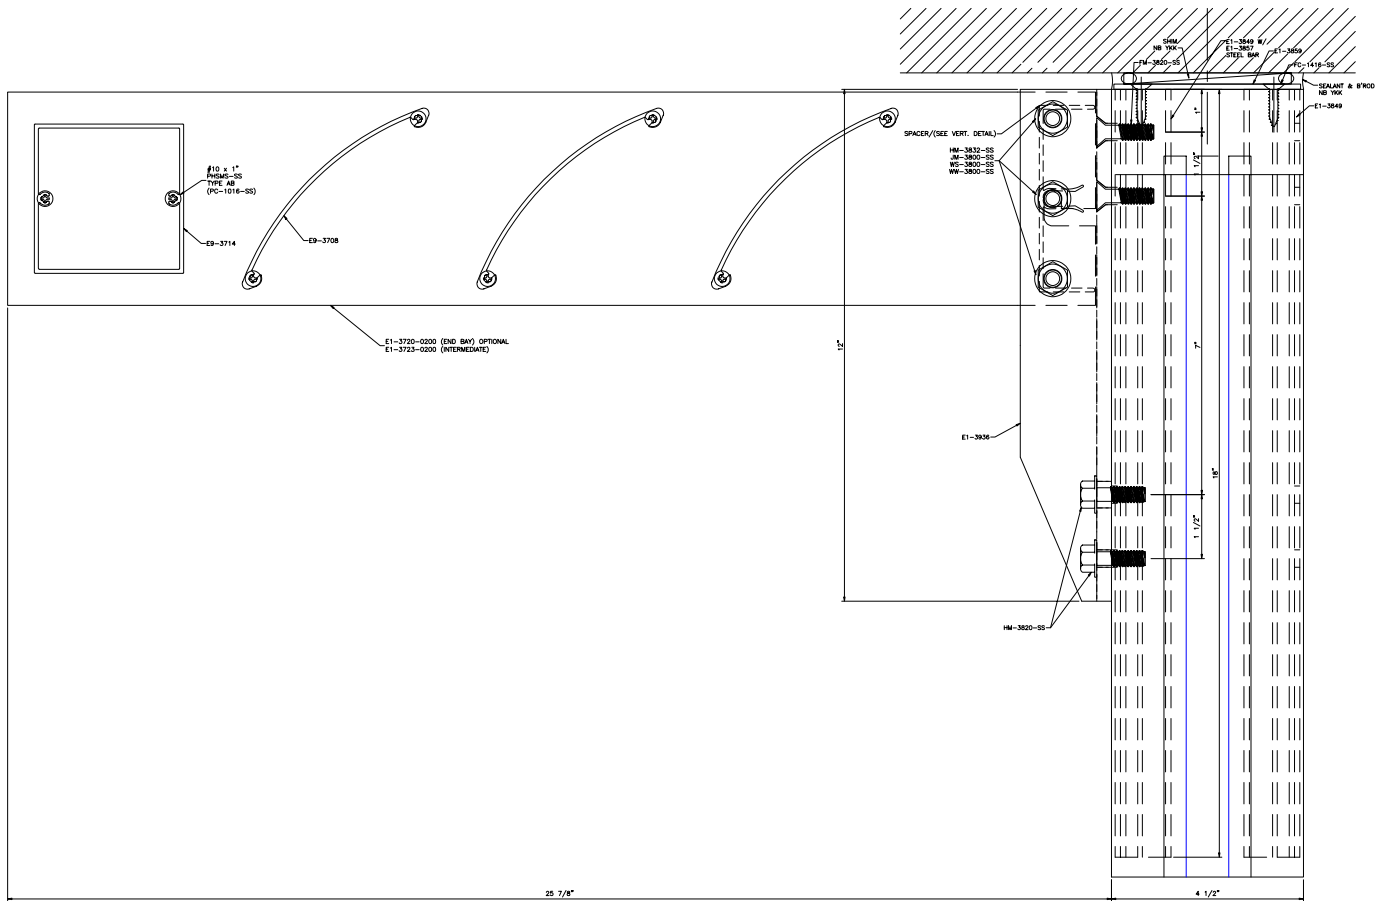 SHIM
NB YKK
E1-3849 W/
E1-3857
STEEL BAR
E1-3859
FM-3820-SS
FC-1416-SS
SEALANT & B'ROD
NB YKK
E1-3849
1"
SPACER/(SEE VERT. DETAIL)
HM-3832-SS
JM-3800-SS
WS-3800-SS
WW-3800-SS
1 1/2"
#10 x 1"
PHSMS-SS
TYPE AB
(PC-1016-SS)
E9-3714
E9-3708
E1-3720-0200 (END BAY) OPTIONAL
E1-3723-0200 (INTERMEDIATE)
12"
7"
E1-3936
18"
1 1/2"
HM-3820-SS
25 7/8"
4 1/2"